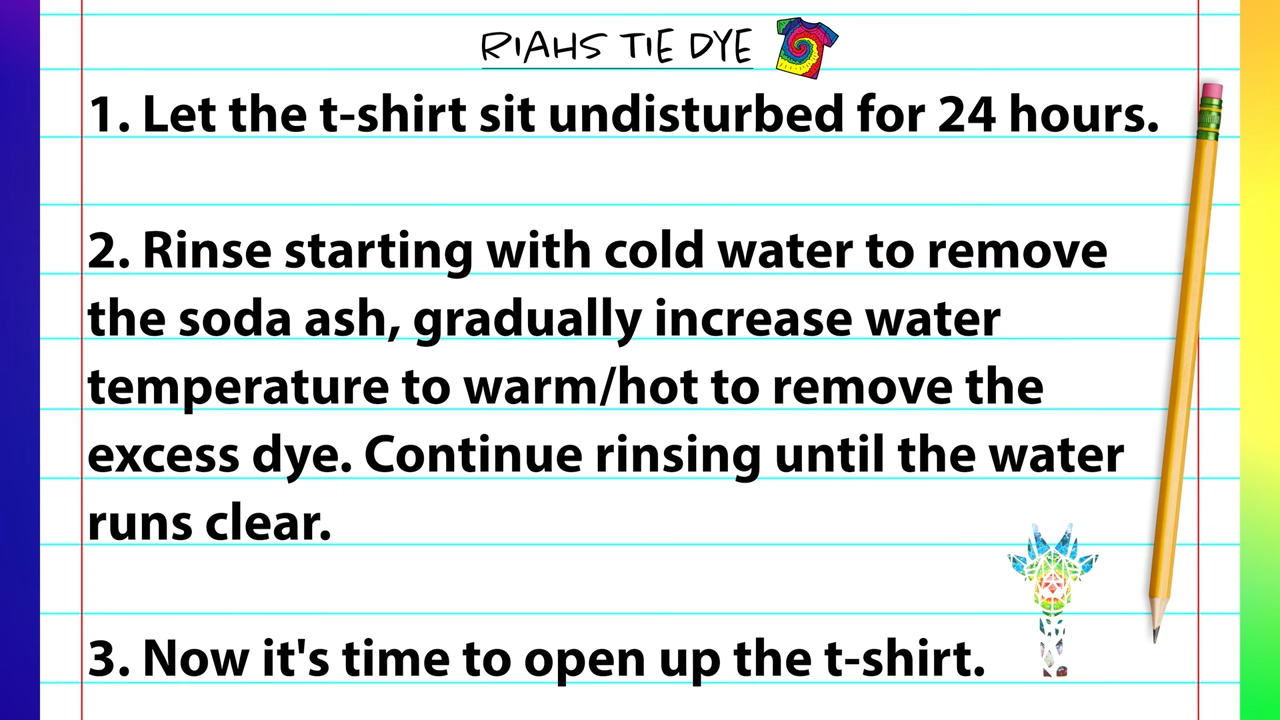 RIAHS TIE DYE
1. Let the t-shirt sit undisturbed for 24 hours.
2. Rinse starting with cold water to remove
the soda ash, gradually increase water
temperature to warm/hot to remove the
excess dye. Continue rinsing until the water
runs clear.
3. Now it's time to open up the t-shirt.